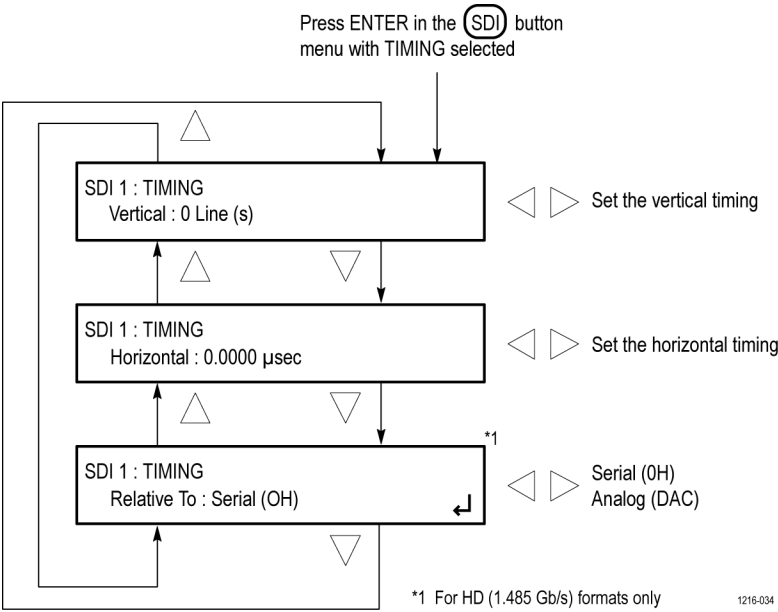 Press ENTER in the SDI button
menu with TIMING selected
SDI 1 : TIMING
Vertical : 0 Line (s)
Set the vertical timing
SDI 1 : TIMING
Horizontal : 0.0000 µsec
Set the horizontal timing
*1
SDI 1 : TIMING
Relative To : Serial (OH)
Serial (0H)
Analog (DAC)
*1 For HD (1.485 Gb/s) formats only
1216-034